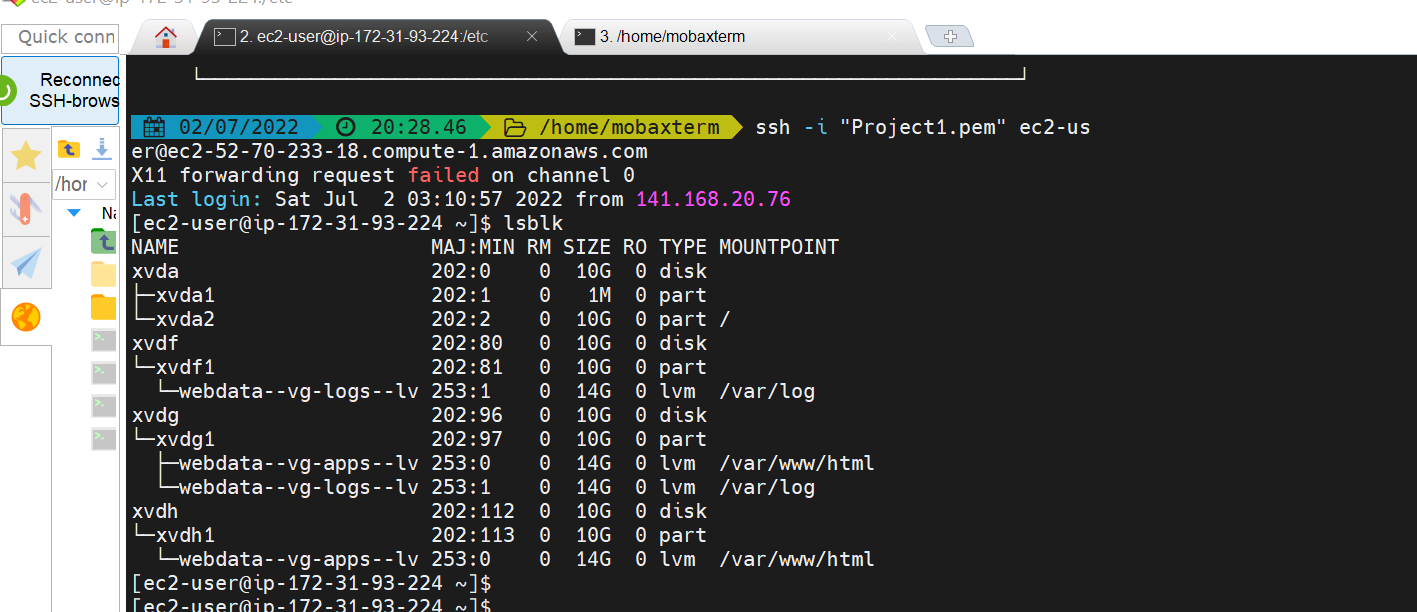 ec2-user@ip-172-31-93-224:/etc
Quick conn
2. ec2-user@ip-172-31-93-224:/etc
3. /home/mobaxterm
Reconnec
SSH-brows
/hor
Na
02/07/2022 20:28.46 /home/mobaxterm ssh -i "Project1.pem" ec2-us
er@ec2-52-70-233-18.compute-1.amazonaws.com
X11 forwarding request failed on channel 0
Last login: Sat Jul  2 03:10:57 2022 from 141.168.20.76
[ec2-user@ip-172-31-93-224 ~]$ lsblk
NAME                     MAJ:MIN RM SIZE RO TYPE MOUNTPOINT
xvda                     202:0    0  10G  0 disk
├─xvda1                  202:1    0   1M  0 part
└─xvda2                  202:2    0  10G  0 part /
xvdf                     202:80   0  10G  0 disk
└─xvdf1                  202:81   0  10G  0 part
  └─webdata--vg-logs--lv 253:1    0  14G  0 lvm  /var/log
xvdg                     202:96   0  10G  0 disk
└─xvdg1                  202:97   0  10G  0 part
  ├─webdata--vg-apps--lv 253:0    0  14G  0 lvm  /var/www/html
  └─webdata--vg-logs--lv 253:1    0  14G  0 lvm  /var/log
xvdh                     202:112  0  10G  0 disk
└─xvdh1                  202:113  0  10G  0 part
  └─webdata--vg-apps--lv 253:0    0  14G  0 lvm  /var/www/html
[ec2-user@ip-172-31-93-224 ~]$
[ec2-user@ip-172-31-93-224 ~]$